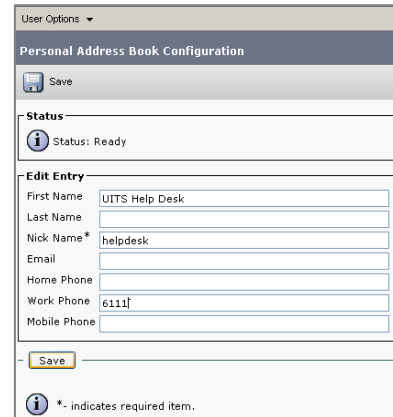 User Options
Personal Address Book Configuration
Save
Status
Status: Ready
Edit Entry
First Name UITS Help Desk
Last Name
Nick Name* helpdesk
Email
Home Phone
Work Phone 6111
Mobile Phone
Save
*- indicates required item.